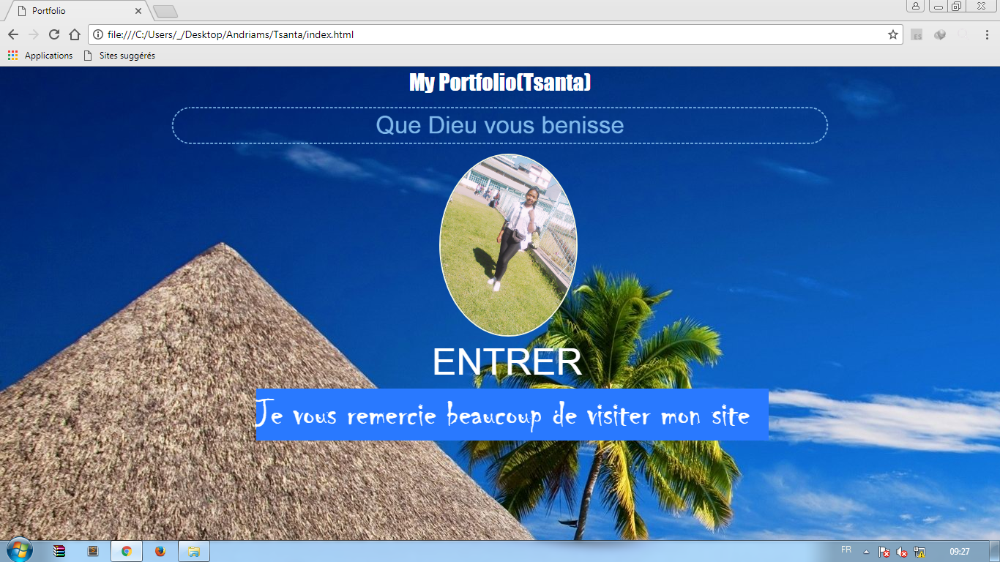 Portfolio
file:///C:/Users/_/Desktop/Andriams/Tsanta/index.html
ES
Applications
Sites suggérés
My Portfolio(Tsanta)
Que Dieu vous benisse
ENTRER
Je vous remercie beaucoup de visiter mon site
FR
09:27